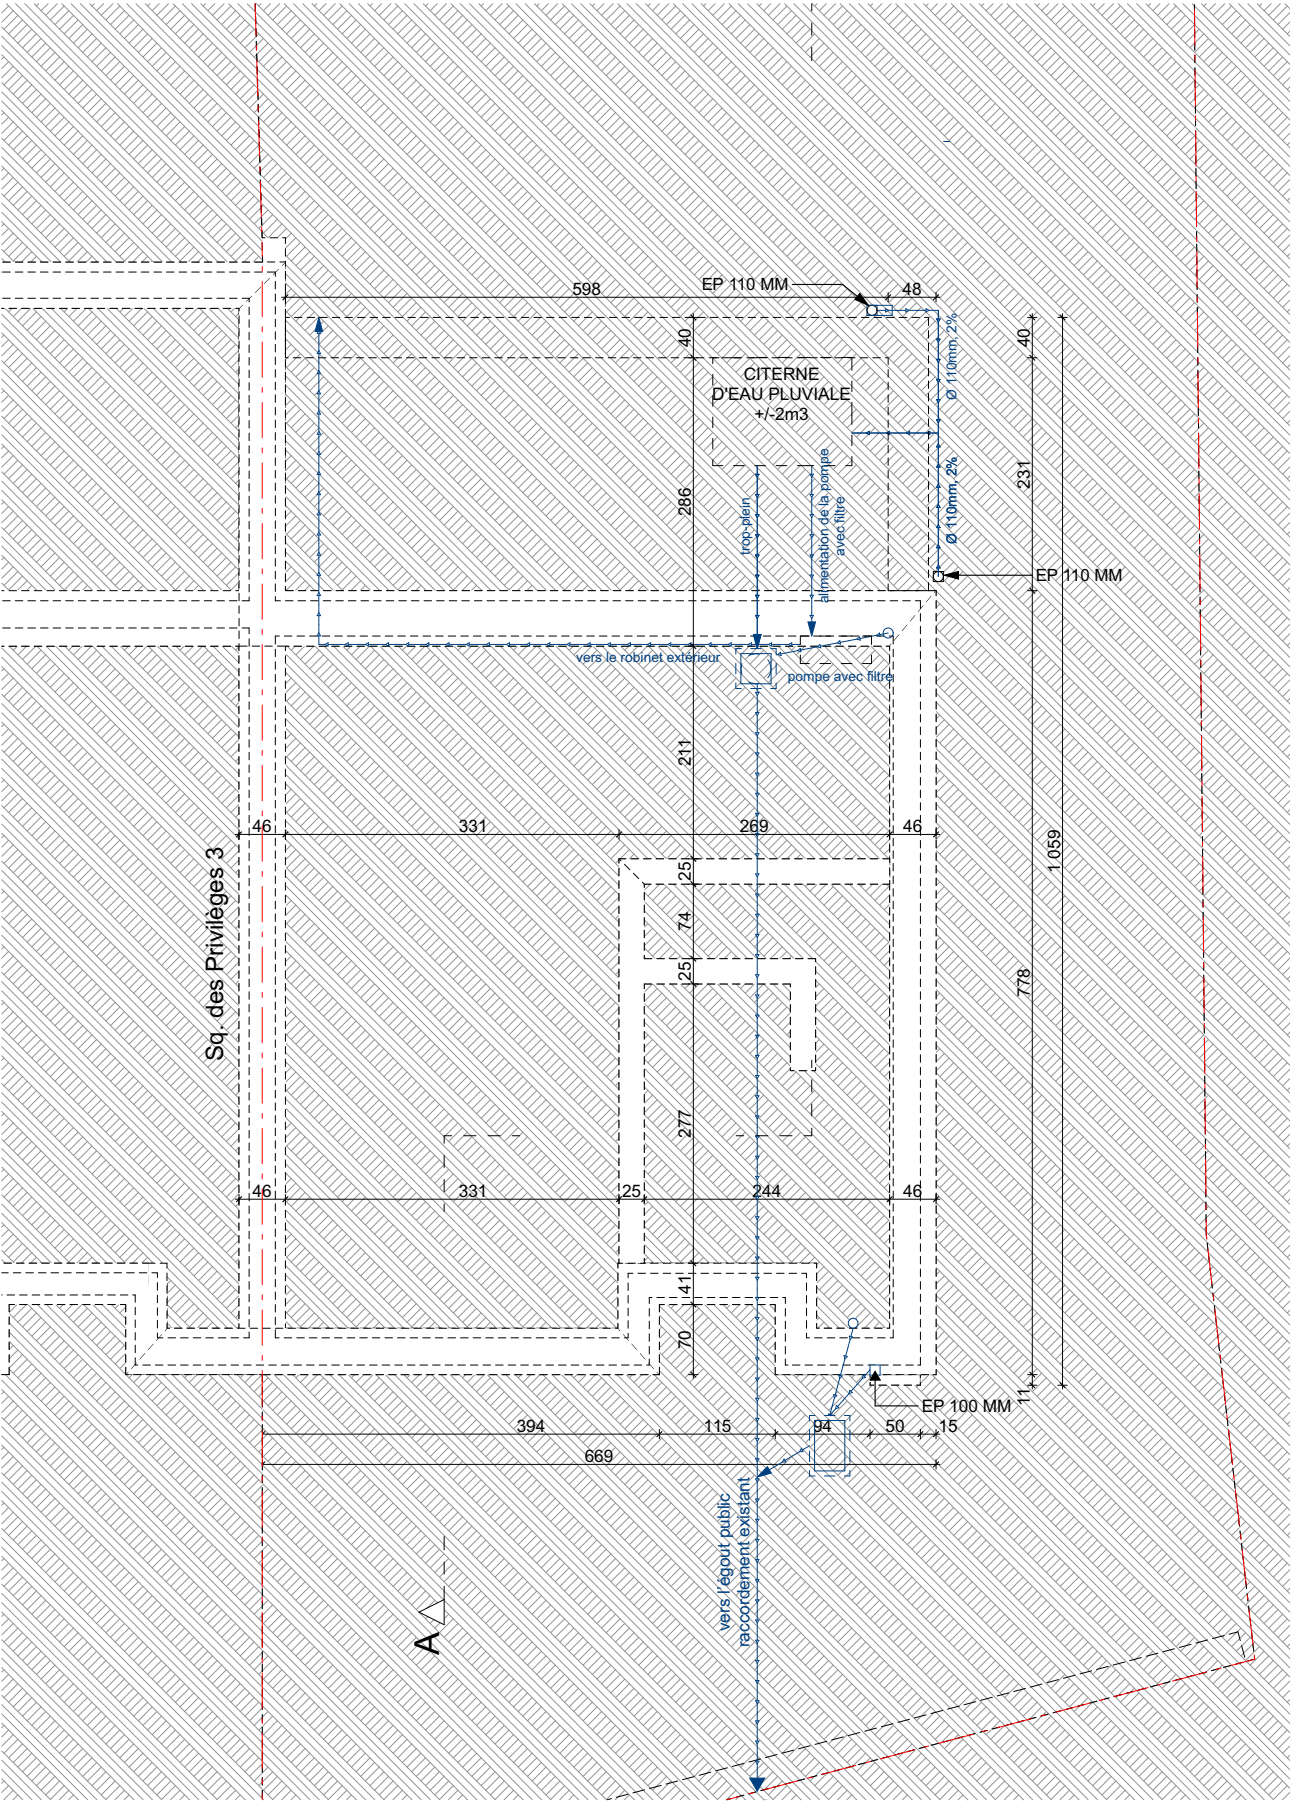 598
EP 110 MM
48
40
40
Ø 110mm, 2%
CITERNE
D'EAU PLUVIALE
+/-2m3
286
trop-plein
alimentation de la pompe
avec filtre
Ø 110mm, 2%
231
EP 110 MM
vers le robinet extérieur
pompe avec filtre
211
46
331
269
46
1 059
Sq. des Privilèges 3
25
74
25
778
277
46
331
25
244
46
41
70
EP 100 MM
11
394
115
94
50
15
669
vers l'égout public
raccordement existant
A